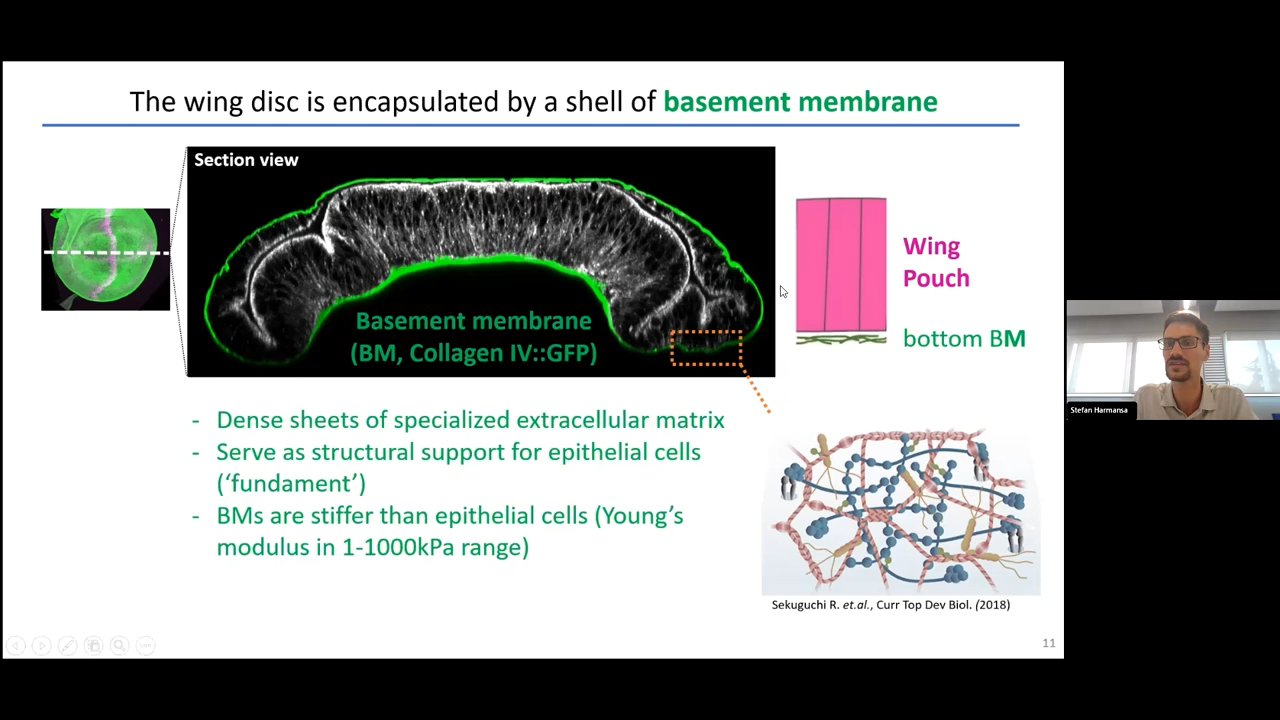 The wing disc is encapsulated by a shell of basement membrane
Section view
Basement membrane
(BM, Collagen IV::GFP)
Wing
Pouch
bottom BM
- Dense sheets of specialized extracellular matrix
- Serve as structural support for epithelial cells
(‘fundament’)
- BMs are stiffer than epithelial cells (Young’s
modulus in 1-1000kPa range)
Sekuguchi R. et.al., Curr Top Dev Biol. (2018)
11
Stefan Harmansa